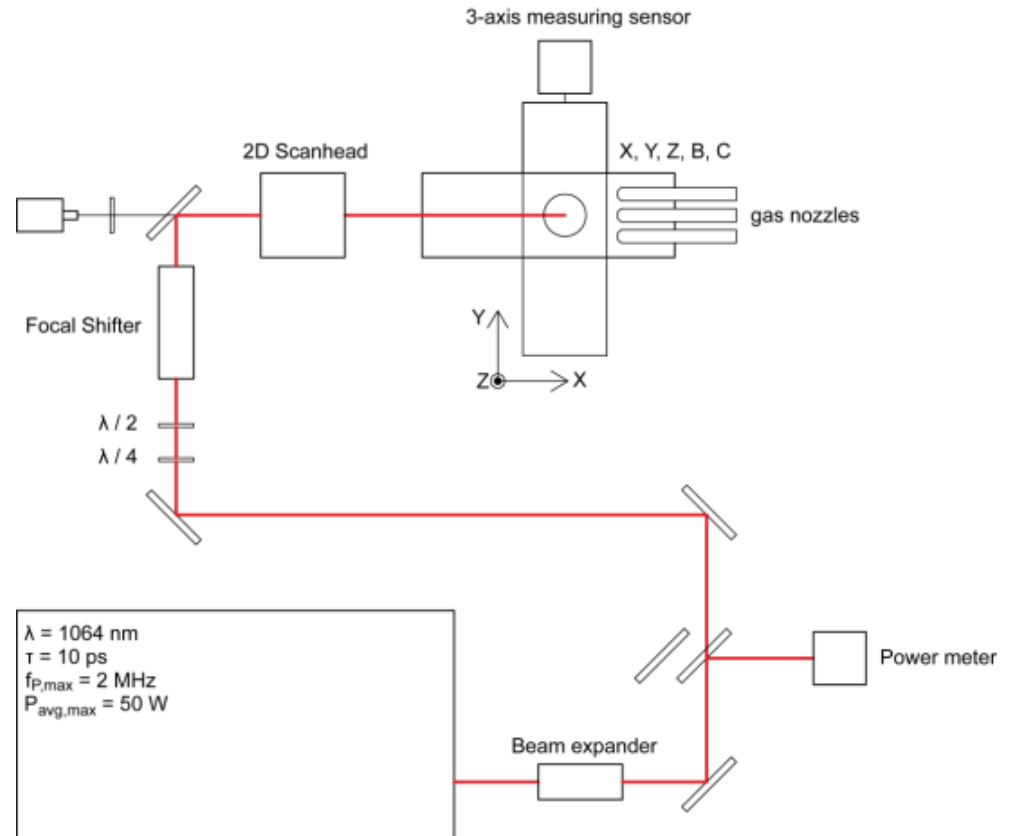 3-axis measuring sensor
2D Scanhead
X, Y, Z, B, C
gas nozzles
Focal Shifter
Y
Z
X
λ / 2
λ / 4
λ = 1064 nm
τ = 10 ps
fP,max = 2 MHz
Pavg,max = 50 W
Power meter
Beam expander